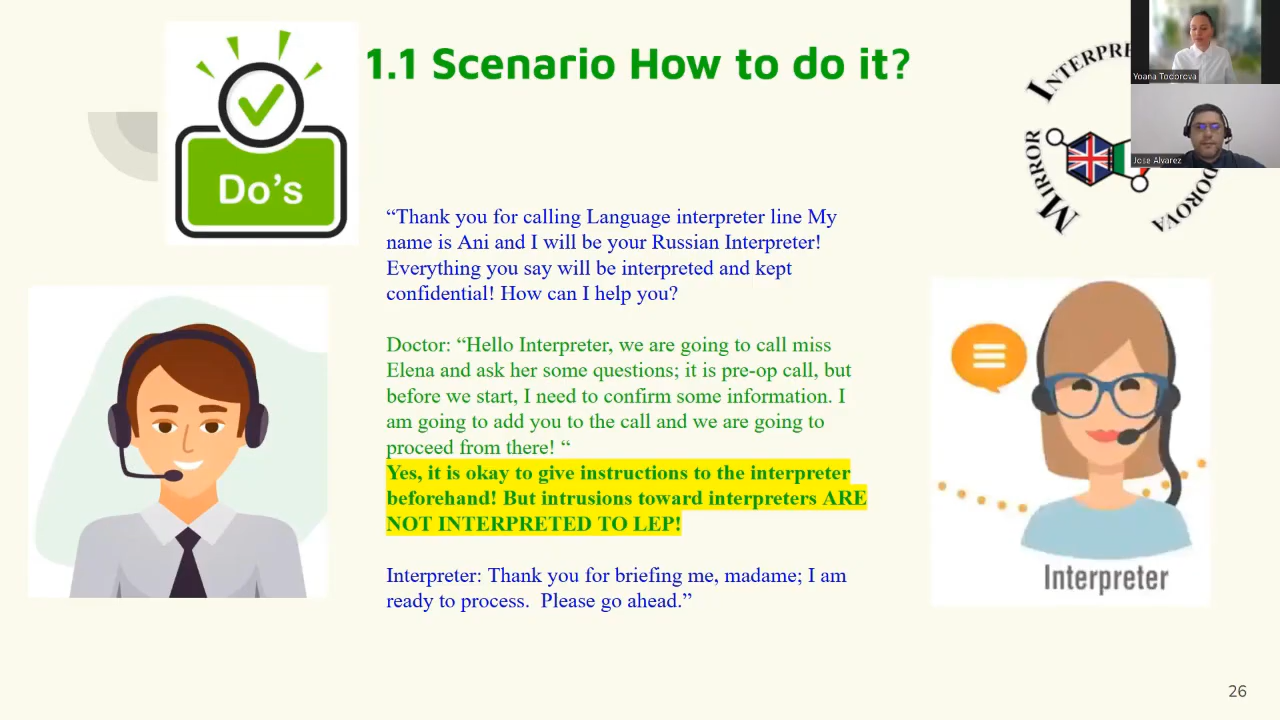 1.1 Scenario How to do it?
Do's
INTERPRE
MIRROR
DOROVA
Yoana Todorova
Jose Alvarez
“Thank you for calling Language interpreter line My
name is Ani and I will be your Russian Interpreter!
Everything you say will be interpreted and kept
confidential! How can I help you?
Doctor: “Hello Interpreter, we are going to call miss
Elena and ask her some questions; it is pre-op call, but
before we start, I need to confirm some information. I
am going to add you to the call and we are going to
proceed from there! “
Yes, it is okay to give instructions to the interpreter
beforehand! But intrusions toward interpreters ARE
NOT INTERPRETED TO LEP!
Interpreter: Thank you for briefing me, madame; I am
ready to process.  Please go ahead.”
Interpreter
26